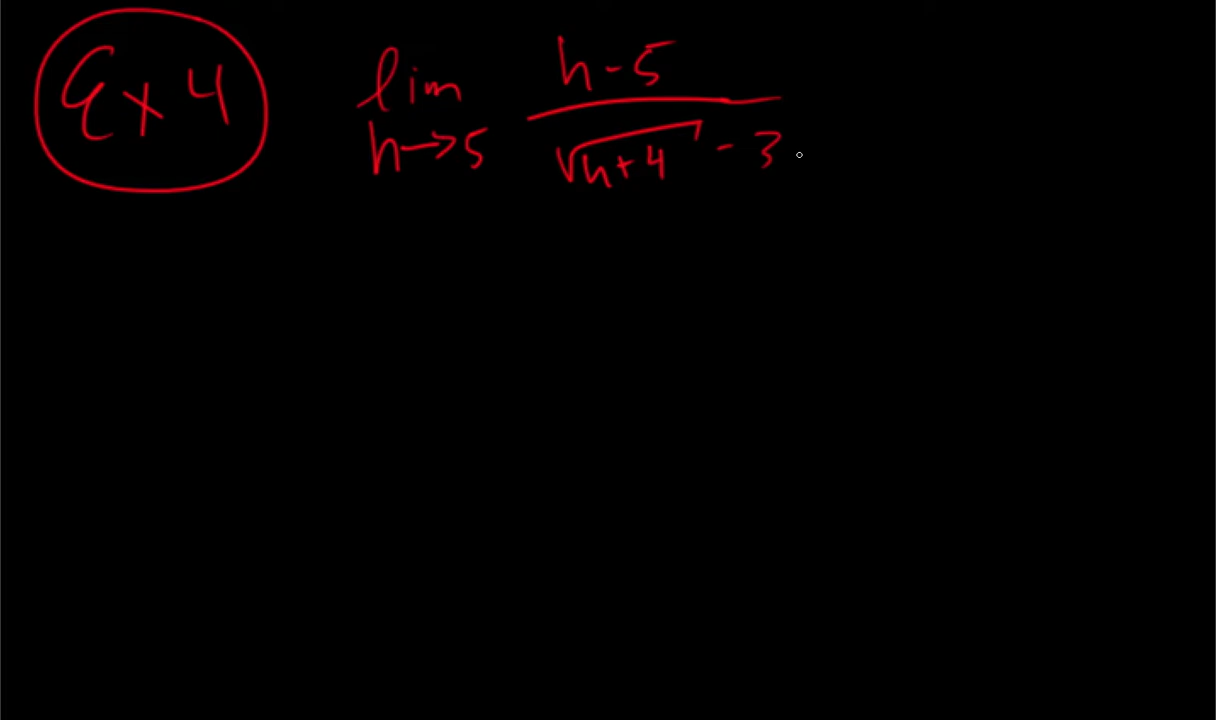 Ex 4
lim h→5 (h - 5) / (√(h+4) - 3)